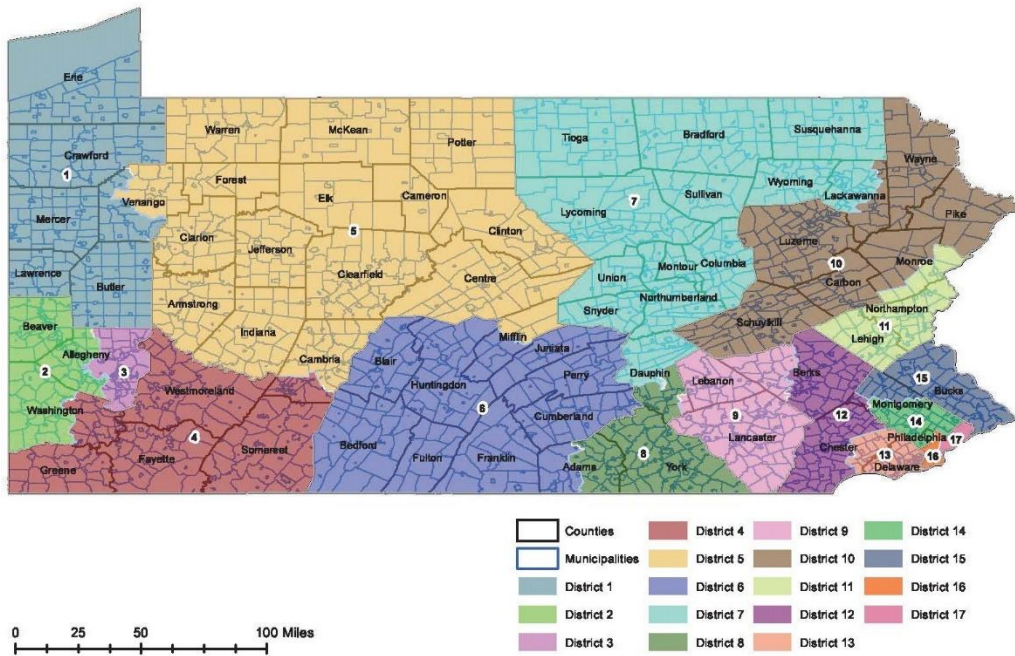 Erie
Warren
McKean
Potter
Tioga
Bradford
Susquehanna
Crawford
1
Wayne
Forest
Elk
Cameron
Venango
Wyoming
Lackawanna
Sullivan
7
Lycoming
Pike
Mercer
Clarion
Jefferson
5
Clinton
Luzerne
10
Monroe
Lawrence
Butler
Clearfield
Centre
Union
Montour
Columbia
Carbon
Armstrong
Snyder
Northumberland
Northampton
Beaver
Indiana
Mifflin
Schuylkill
11
Lehigh
Allegheny
2
3
Cambria
Blair
Juniata
Westmoreland
Huntingdon
Perry
Dauphin
Lebanon
Berks
15
Bucks
Washington
4
6
Cumberland
9
12
Montgomery
14
Fayette
Somerset
Bedford
Lancaster
Philadelphia
17
Greene
Fulton
Franklin
Adams
8
York
Chester
13
16
Delaware
Counties
Municipalities
District 1
District 2
District 3
District 4
District 5
District 6
District 7
District 8
District 9
District 10
District 11
District 12
District 13
District 14
District 15
District 16
District 17
0 25 50 100 Miles